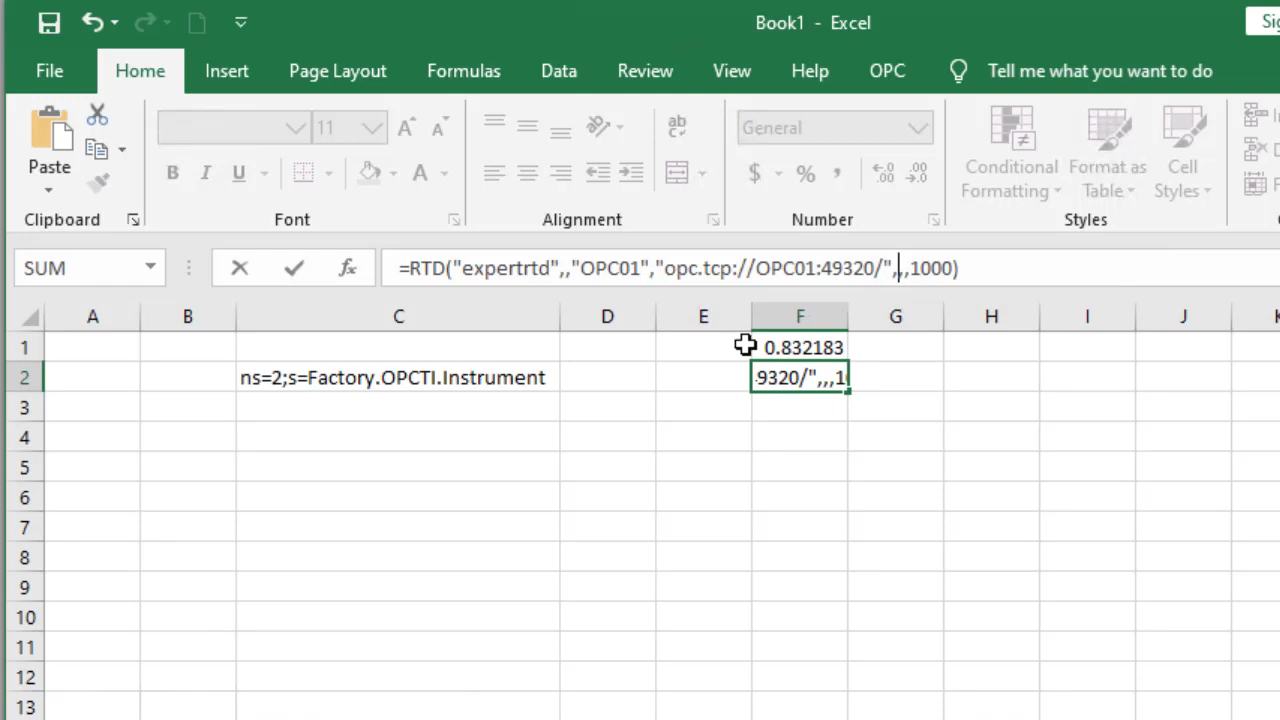 Book1 - Excel
File Home Insert Page Layout Formulas Data Review View Help OPC Tell me what you want to do
11 General
ab
c
Paste B I U A $ % , .00 .00 Conditional Format as Cell
Formatting Table Styles
Clipboard Font Alignment Number Styles
SUM fx =RTD("expertrtd",,"OPC01","opc.tcp://OPC01:49320/",,,1000)
A B C D E F G H I J K
1 0.832183
2 ns=2;s=Factory.OPCTI.Instrument 9320/",,,1
3
4
5
6
7
8
9
10
11
12
13